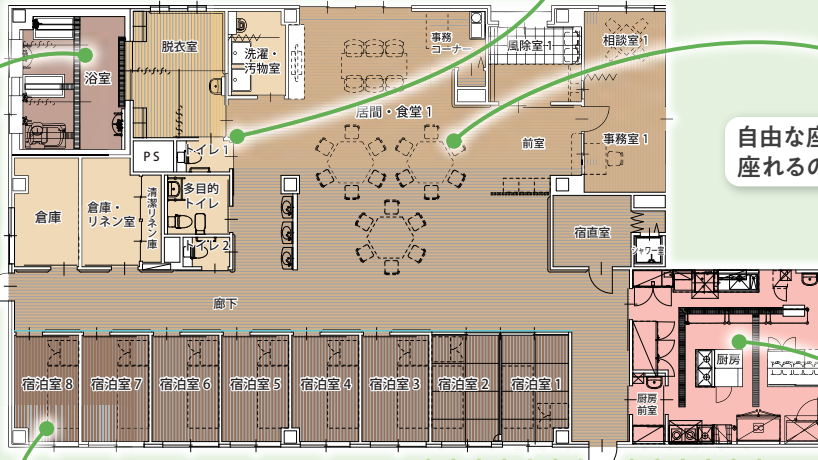 浴室
脱衣室
洗濯・
汚物室
事務
コーナー
風除室1
相談室1
居間・食堂1
前室
事務室1
自由な座
座れるの
PS
トイレ1
倉庫
倉庫・
リネン室
清潔リネン庫
多目的
トイレ
トイレ2
宿直室
シャワー室
廊下
宿泊室8
宿泊室7
宿泊室6
宿泊室5
宿泊室4
宿泊室3
宿泊室2
宿泊室1
厨房
厨房
前室